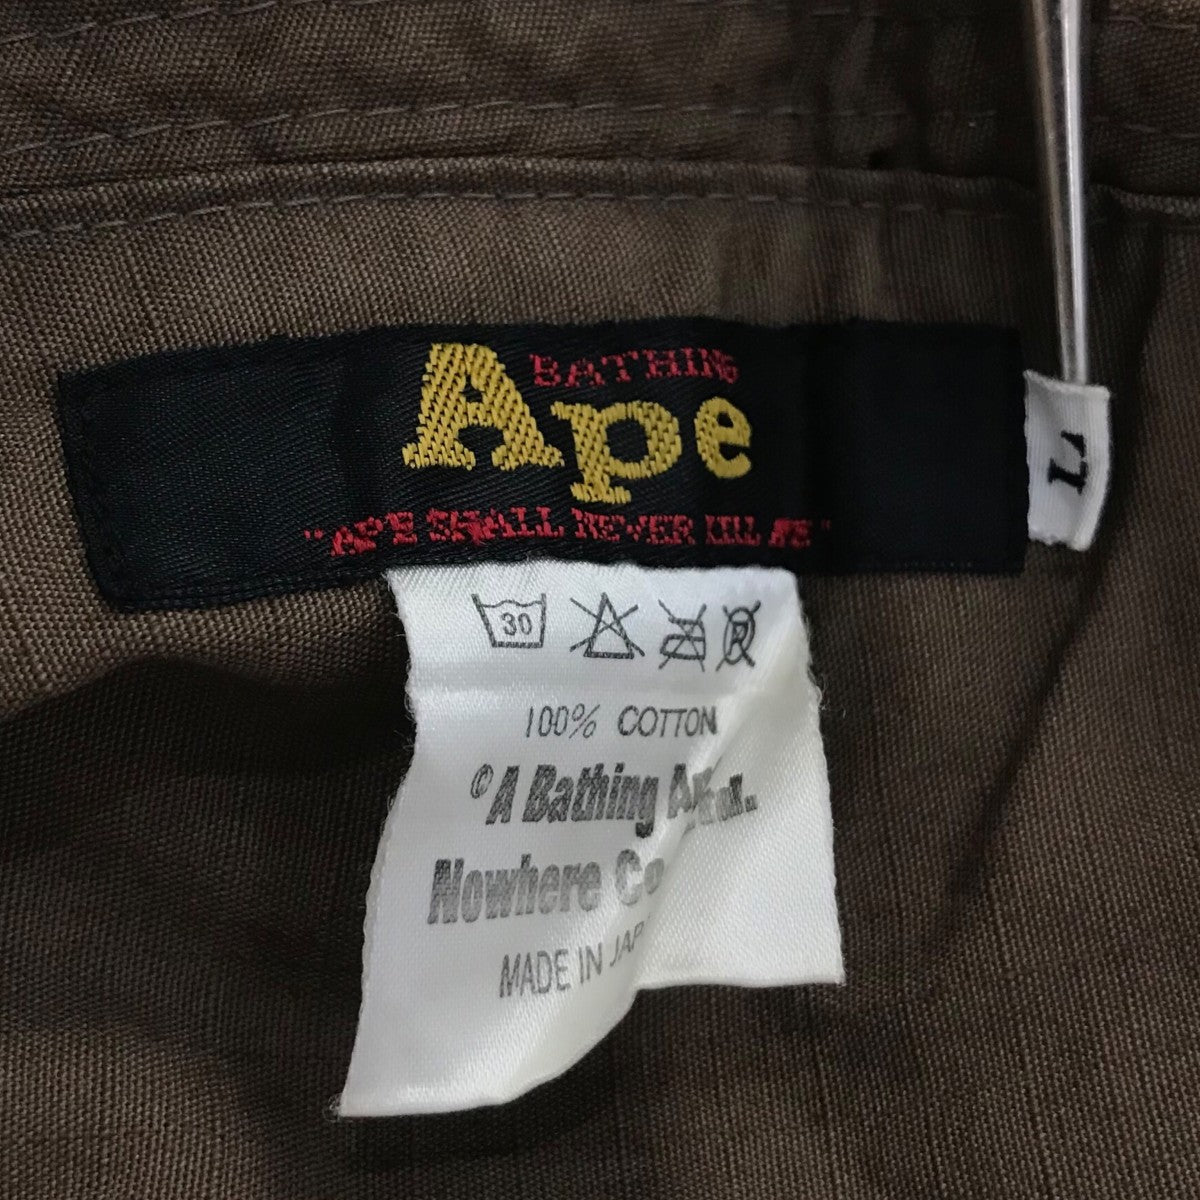 BATHING
Ape
"APE SHALL NEVER KILL APE"
L
30
100% COTTON
©A Bathing
Nowhere Co
MADE IN JAP